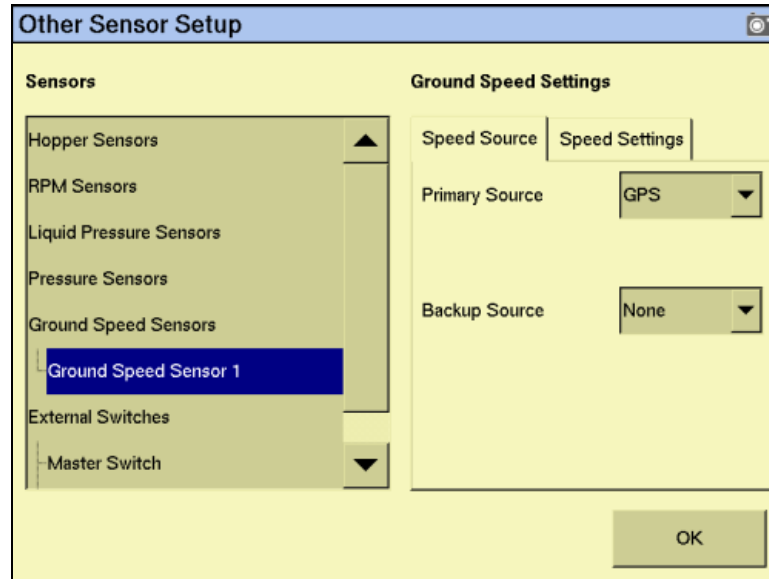 Other Sensor Setup
Sensors
Hopper Sensors
RPM Sensors
Liquid Pressure Sensors
Pressure Sensors
Ground Speed Sensors
Ground Speed Sensor 1
External Switches
Master Switch
Ground Speed Settings
Speed Source
Speed Settings
Primary Source
GPS
Backup Source
None
OK